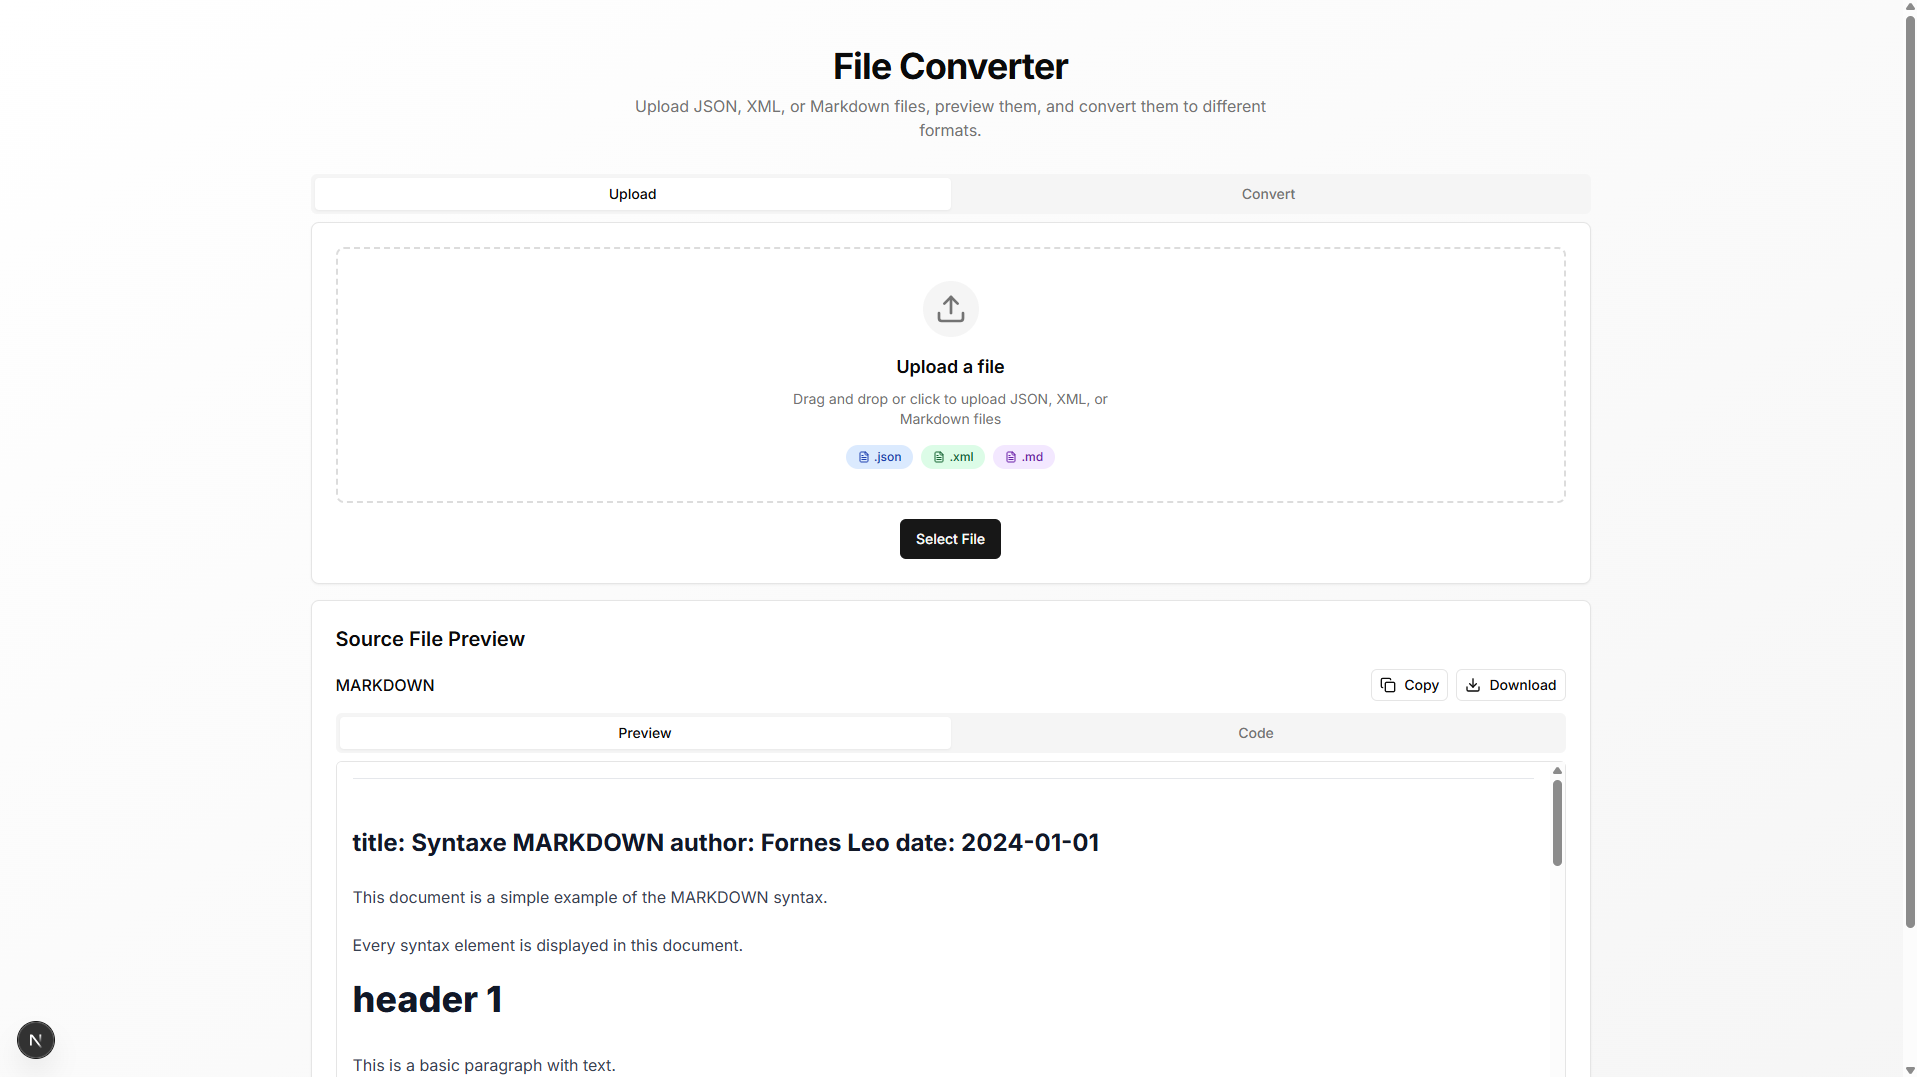 File Converter
Upload JSON, XML, or Markdown files, preview them, and convert them to different
formats.
Upload
Convert
Upload a file
Drag and drop or click to upload JSON, XML, or
Markdown files
.json
.xml
.md
Select File
Source File Preview
MARKDOWN
Copy
Download
Preview
Code
title: Syntaxe MARKDOWN author: Fornes Leo date: 2024-01-01
This document is a simple example of the MARKDOWN syntax.
Every syntax element is displayed in this document.
header 1
This is a basic paragraph with text.
N